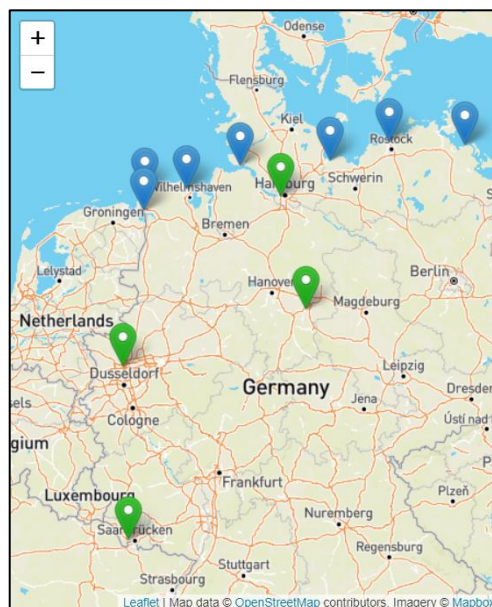 +
−
Odense
Flensburg
Kiel
Rostock
Wilhelmshaven
Hamburg
Schwerin
Groningen
Bremen
Lelystad
Hanover
Berlin
Magdeburg
Netherlands
Dusseldorf
Leipzig
Germany
Dresden
Cologne
Jena
Ústí nad
gium
Frankfurt
Luxembourg
Plzeň
Saarbrücken
Nuremberg
Regensburg
Stuttgart
Strasbourg
Leaflet | Map data © OpenStreetMap contributors, Imagery © Mapbox